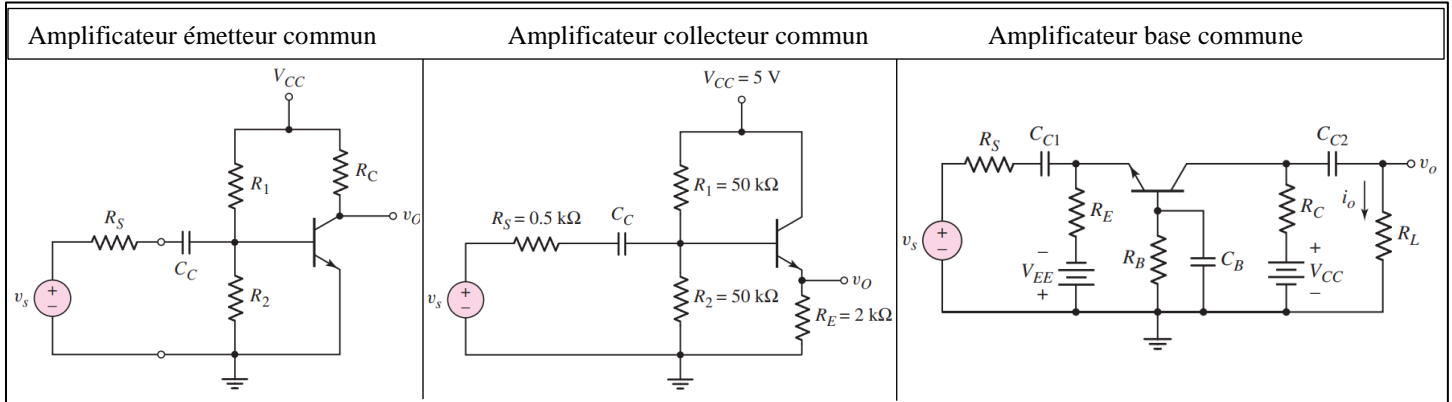 Amplificateur émetteur commun
Amplificateur collecteur commun
Amplificateur base commune
V_CC
R_1
R_C
v_O
R_S
C_C
R_2
v_s
+
−
V_CC = 5 V
R_1 = 50 kΩ
R_S = 0.5 kΩ
C_C
R_2 = 50 kΩ
v_O
R_E = 2 kΩ
v_s
+
−
R_S
C_C1
C_C2
v_o
i_o
R_E
R_C
R_L
v_s
+
−
−
V_EE
+
R_B
C_B
+
V_CC
−